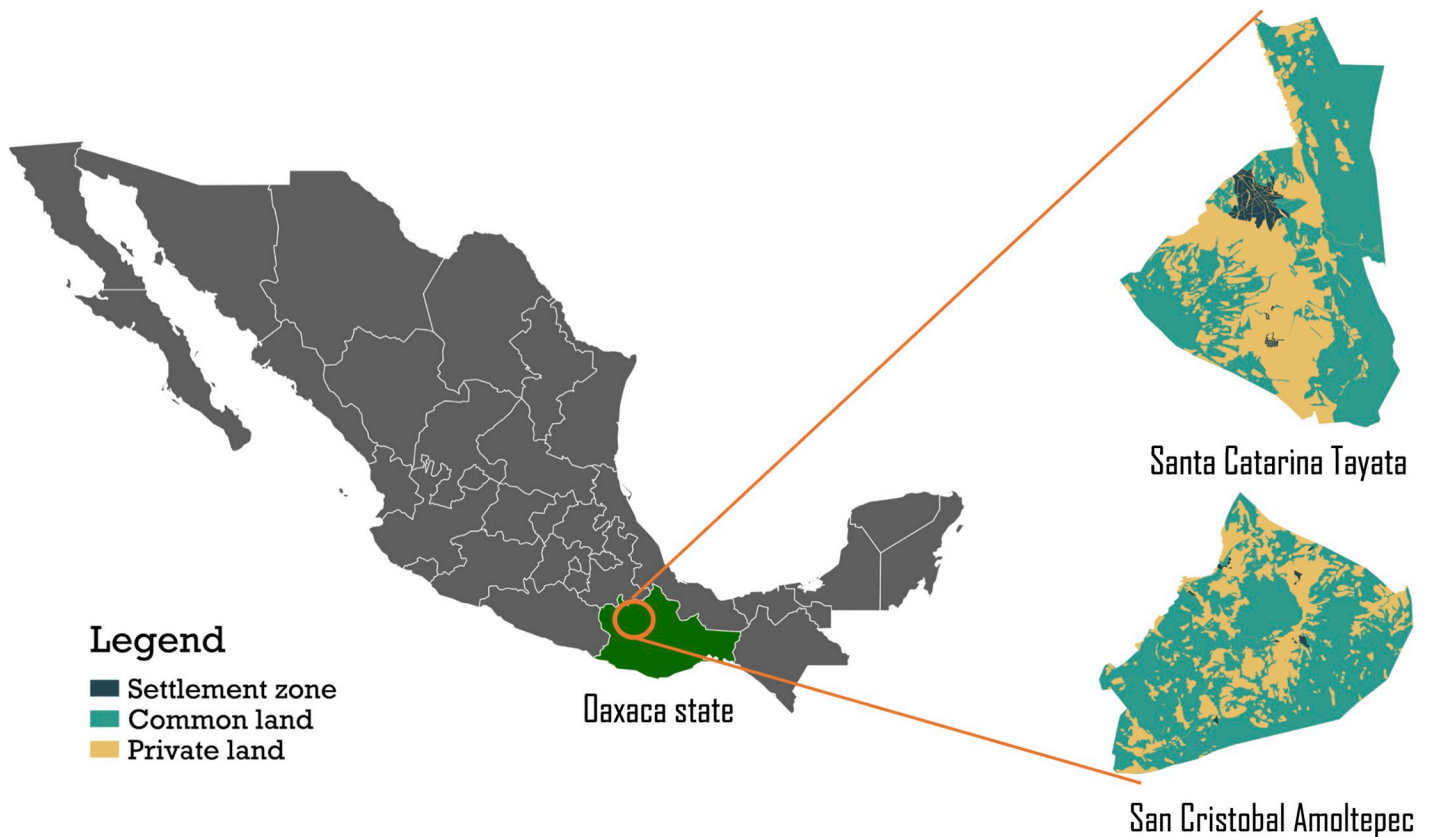 Santa Catarina Tayata
Legend
Settlement zone
Common land
Private land
Oaxaca state
San Cristobal Amoltepec